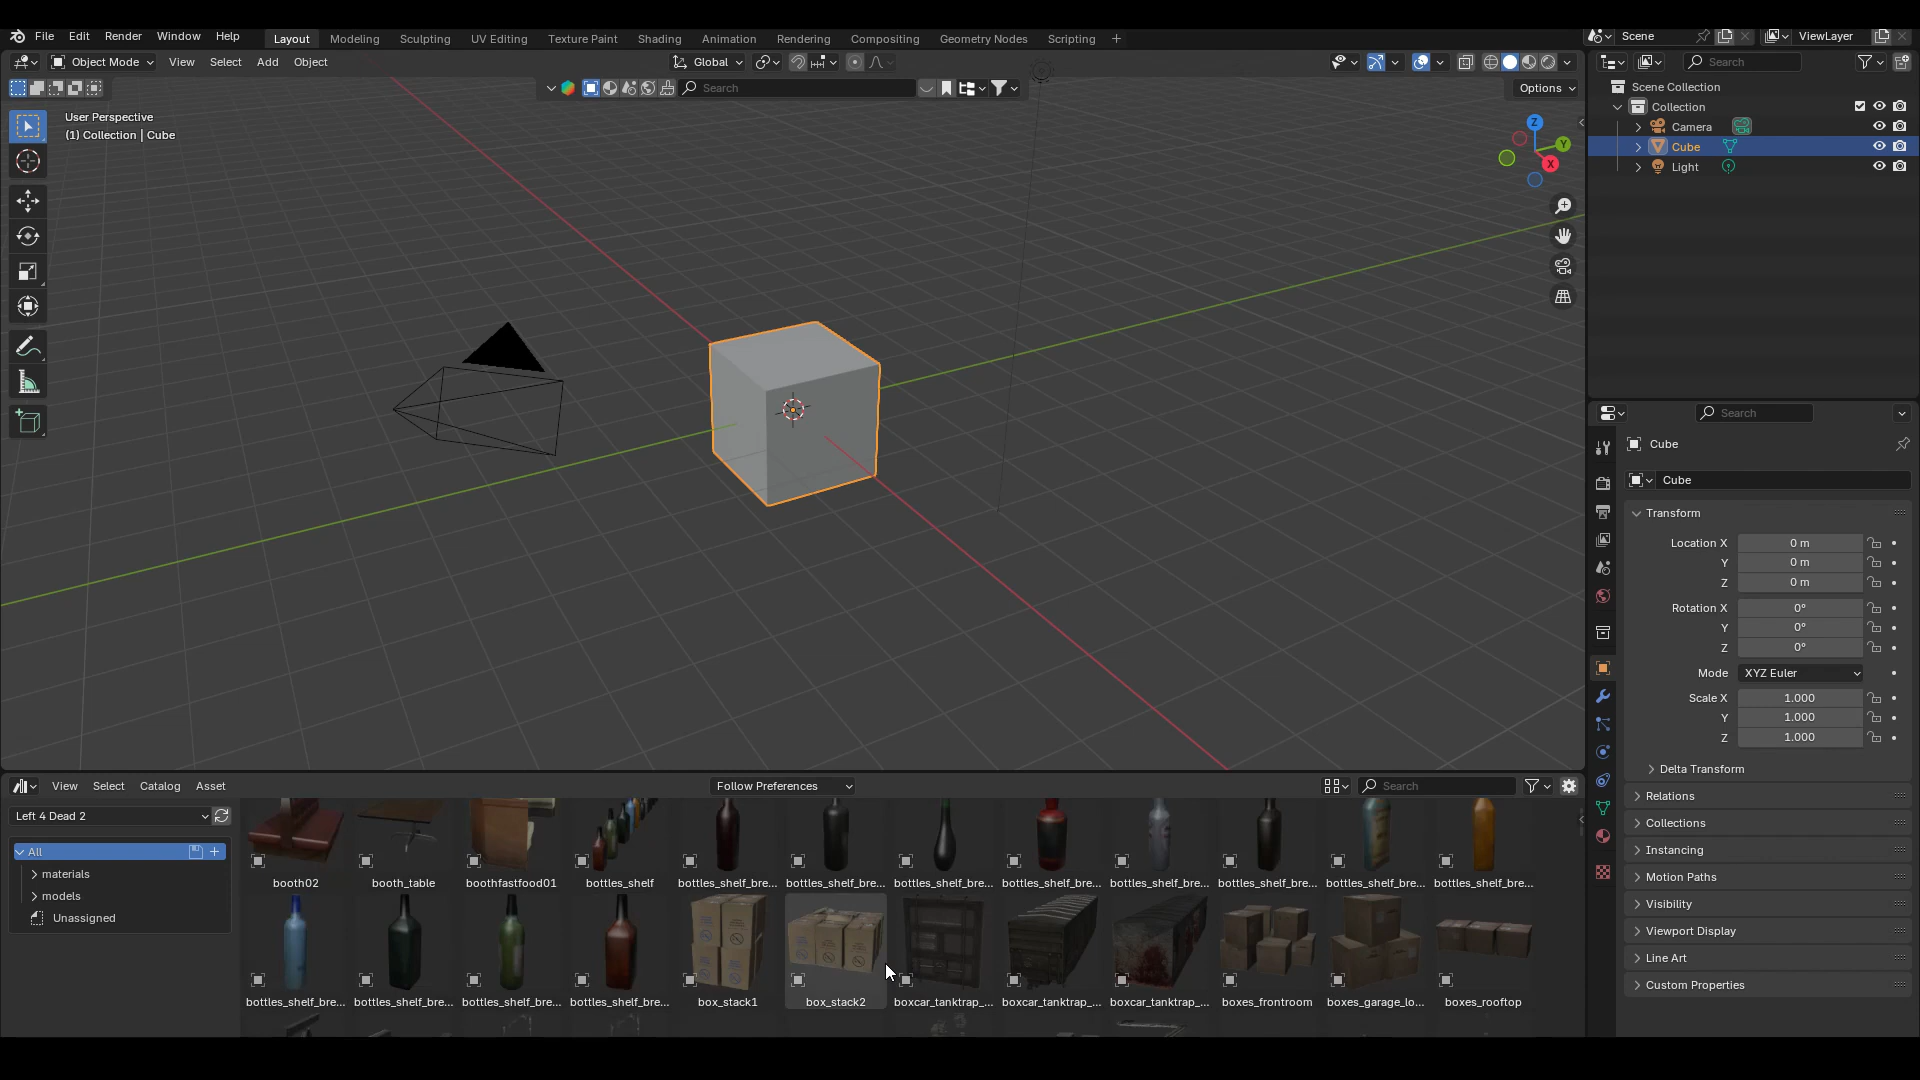 File Edit Render Window Help Layout Modeling Sculpting UV Editing Texture Paint Shading Animation Rendering Compositing Geometry Nodes Scripting + Scene ViewLayer
Object Mode View Select Add Object Global Search
Search Options
User Perspective
(1) Collection | Cube
Z
Y
X
Scene Collection
Collection
Camera
Cube
Light
Search
Cube
Cube
Transform
Location X 0 m
Y 0 m
Z 0 m
Rotation X 0°
Y 0°
Z 0°
Mode XYZ Euler
Scale X 1.000
Y 1.000
Z 1.000
Delta Transform
Relations
Collections
Instancing
Motion Paths
Visibility
Viewport Display
Line Art
Custom Properties
View Select Catalog Asset Follow Preferences Search
Left 4 Dead 2
All +
materials
models
Unassigned
booth02 booth_table boothfastfood01 bottles_shelf bottles_shelf_bre... bottles_shelf_bre... bottles_shelf_bre... bottles_shelf_bre... bottles_shelf_bre... bottles_shelf_bre... bottles_shelf_bre... bottles_shelf_bre...
bottles_shelf_bre... bottles_shelf_bre... bottles_shelf_bre... bottles_shelf_bre... box_stack1 box_stack2 boxcar_tanktrap_... boxcar_tanktrap_... boxcar_tanktrap_... boxes_frontroom boxes_garage_lo... boxes_rooftop